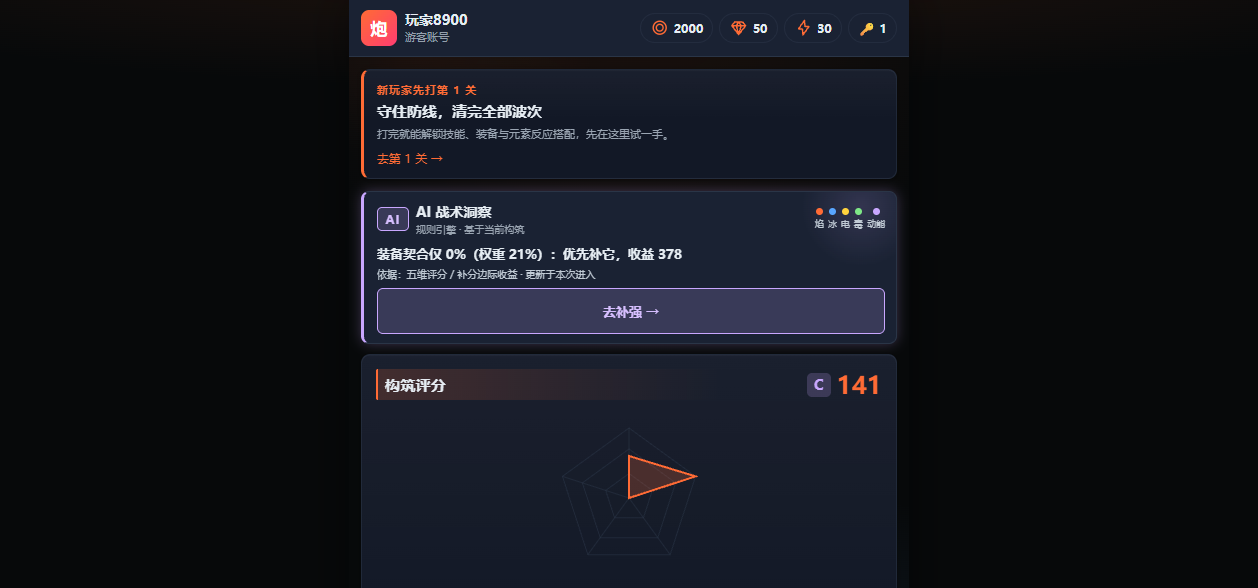 炮
玩家8900
游客账号
2000
50
30
1
新玩家先打第 1 关
守住防线，清完全部波次
打完就能解锁技能、装备与元素反应搭配，先在这里试一手。
去第 1 关 →
AI
AI 战术洞察
规则引擎 · 基于当前构筑
焰 冰 电 毒 动能
装备契合仅 0%（权重 21%）：优先补它，收益 378
依据：五维评分 / 补分边际收益 · 更新于本次进入
去补强 →
构筑评分
C 141